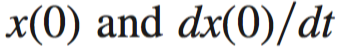 x(0) and dx(0)/dt